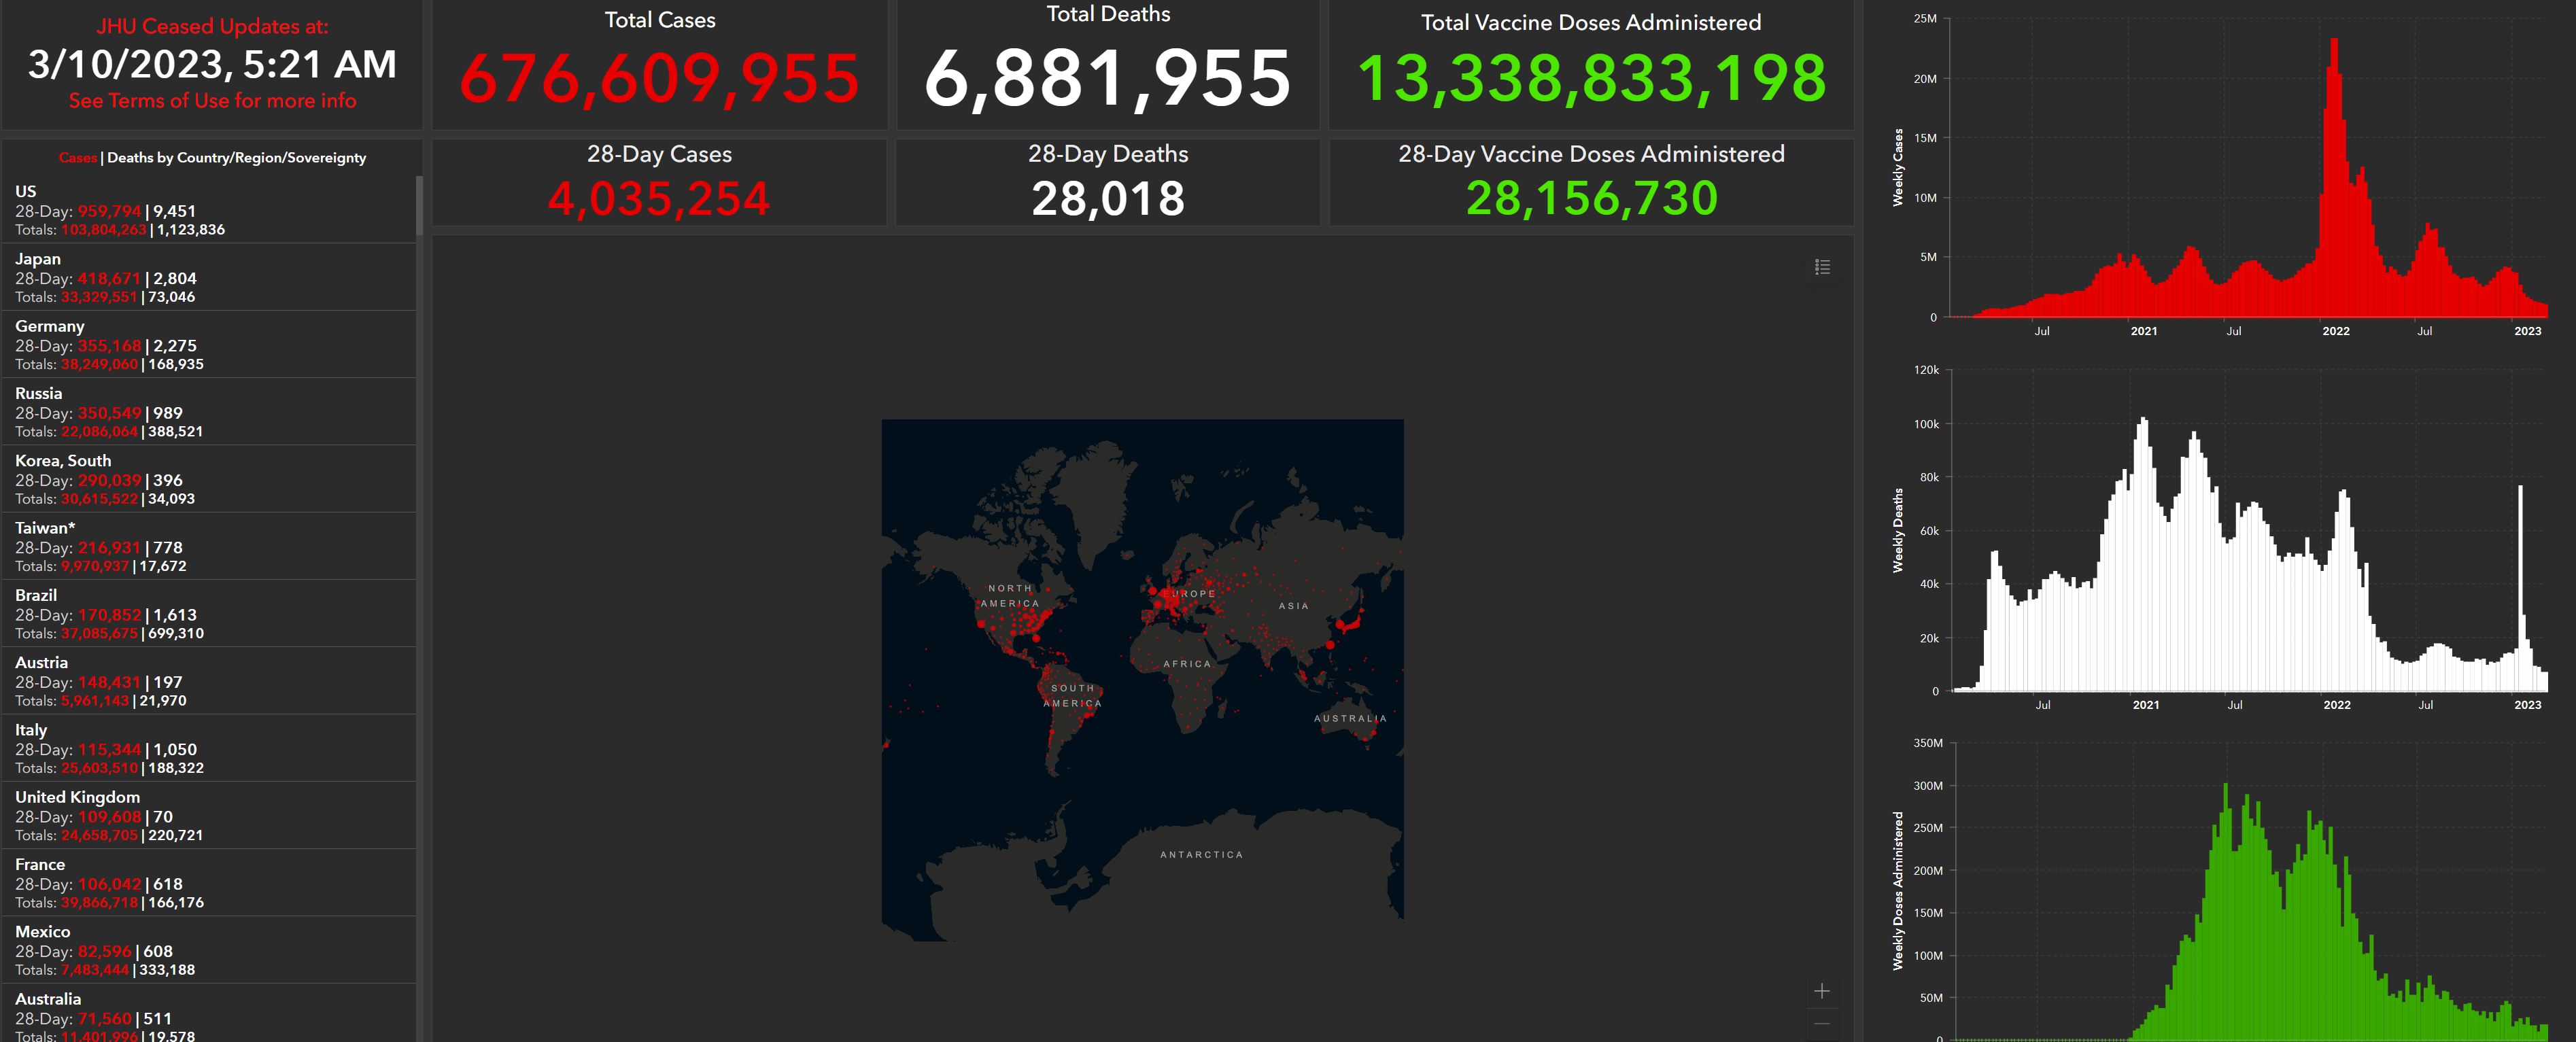 JHU Ceased Updates at:
3/10/2023, 5:21 AM
See Terms of Use for more info
Cases | Deaths by Country/Region/Sovereignty
US
28-Day: 959,794 | 9,451
Totals: 103,804,263 | 1,123,836
Japan
28-Day: 418,671 | 2,804
Totals: 33,329,551 | 73,046
Germany
28-Day: 355,168 | 2,275
Totals: 38,249,060 | 168,935
Russia
28-Day: 350,549 | 989
Totals: 22,086,064 | 388,521
Korea, South
28-Day: 290,039 | 396
Totals: 30,615,522 | 34,093
Taiwan*
28-Day: 216,931 | 778
Totals: 9,970,937 | 17,672
Brazil
28-Day: 170,852 | 1,613
Totals: 37,085,675 | 699,310
Austria
28-Day: 148,431 | 197
Totals: 5,961,143 | 21,970
Italy
28-Day: 115,344 | 1,050
Totals: 25,603,510 | 188,322
United Kingdom
28-Day: 109,608 | 70
Totals: 24,658,705 | 220,721
France
28-Day: 106,042 | 618
Totals: 39,866,718 | 166,176
Mexico
28-Day: 82,596 | 608
Totals: 7,483,444 | 333,188
Australia
28-Day: 71,560 | 511
Totals: 11,401,996 | 19,578
Total Cases
676,609,955
Total Deaths
6,881,955
Total Vaccine Doses Administered
13,338,833,198
28-Day Cases
4,035,254
28-Day Deaths
28,018
28-Day Vaccine Doses Administered
28,156,730
NORTH
AMERICA
EUROPE
ASIA
AFRICA
SOUTH
AMERICA
AUSTRALIA
ANTARCTICA
Weekly Cases
25M
20M
15M
10M
5M
0
Jul 2021 Jul 2022 Jul 2023
Weekly Deaths
120k
100k
80k
60k
40k
20k
0
Jul 2021 Jul 2022 Jul 2023
Weekly Doses Administered
350M
300M
250M
200M
150M
100M
50M
0